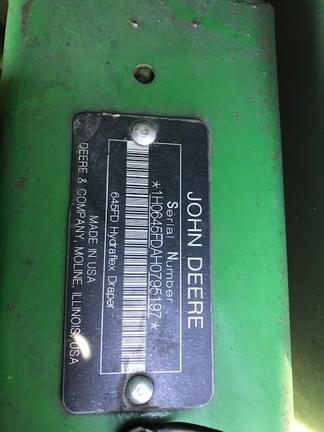 JOHN DEERE
Serial Number
*1H0645FDAH0795197*
645FD Hydraflex Draper
MADE IN USA
DEERE & COMPANY, MOLINE, ILLINOIS, USA